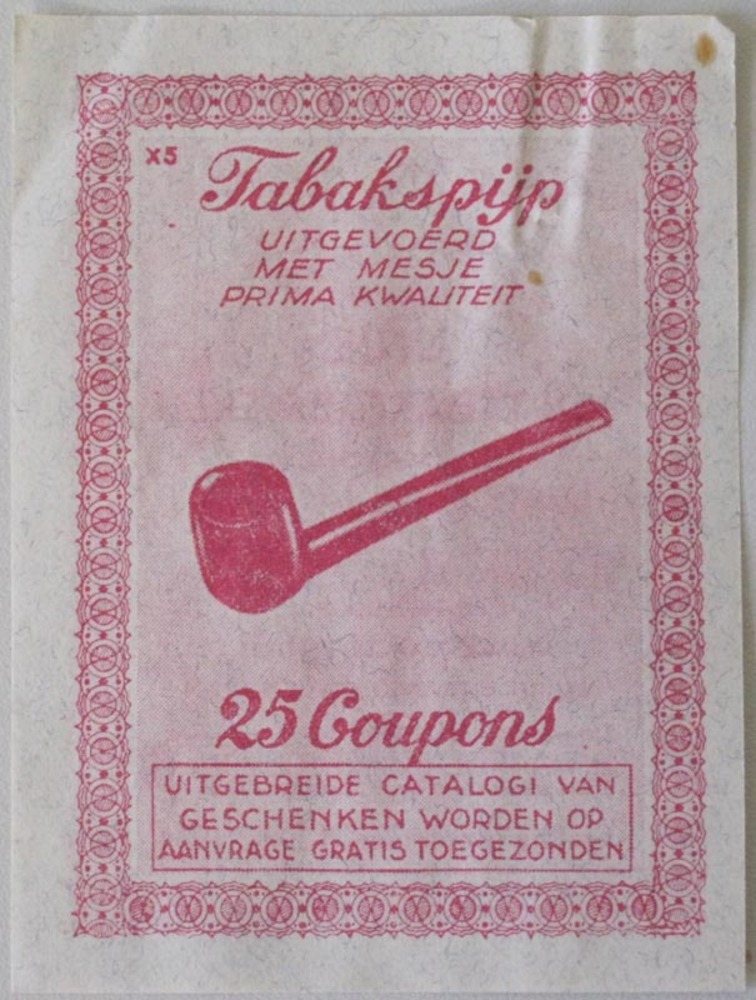 x5
Tabakspijp
UITGEVOERD
MET MESJE
PRIMA KWALITEIT
25 Coupons
UITGEBREIDE CATALOGI VAN
GESCHENKEN WORDEN OP
AANVRAGE GRATIS TOEGEZONDEN